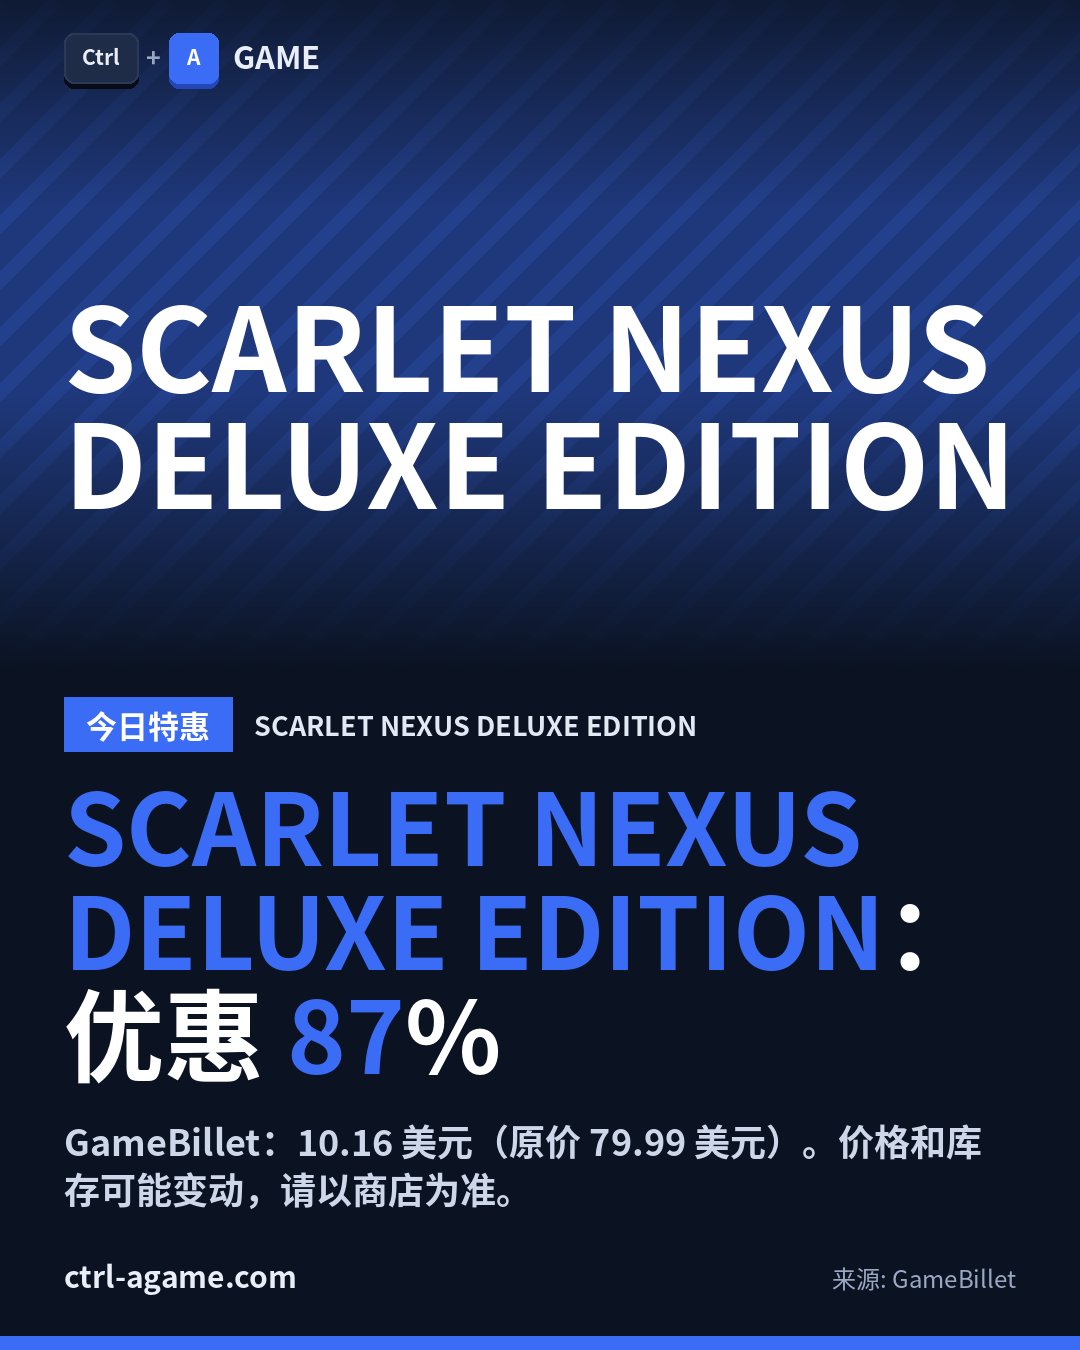 Ctrl + A GAME
SCARLET NEXUS
DELUXE EDITION
今日特惠 SCARLET NEXUS DELUXE EDITION
SCARLET NEXUS
DELUXE EDITION：
优惠 87%
GameBillet：10.16 美元（原价 79.99 美元）。价格和库
存可能变动，请以商店为准。
ctrl-agame.com 来源: GameBillet